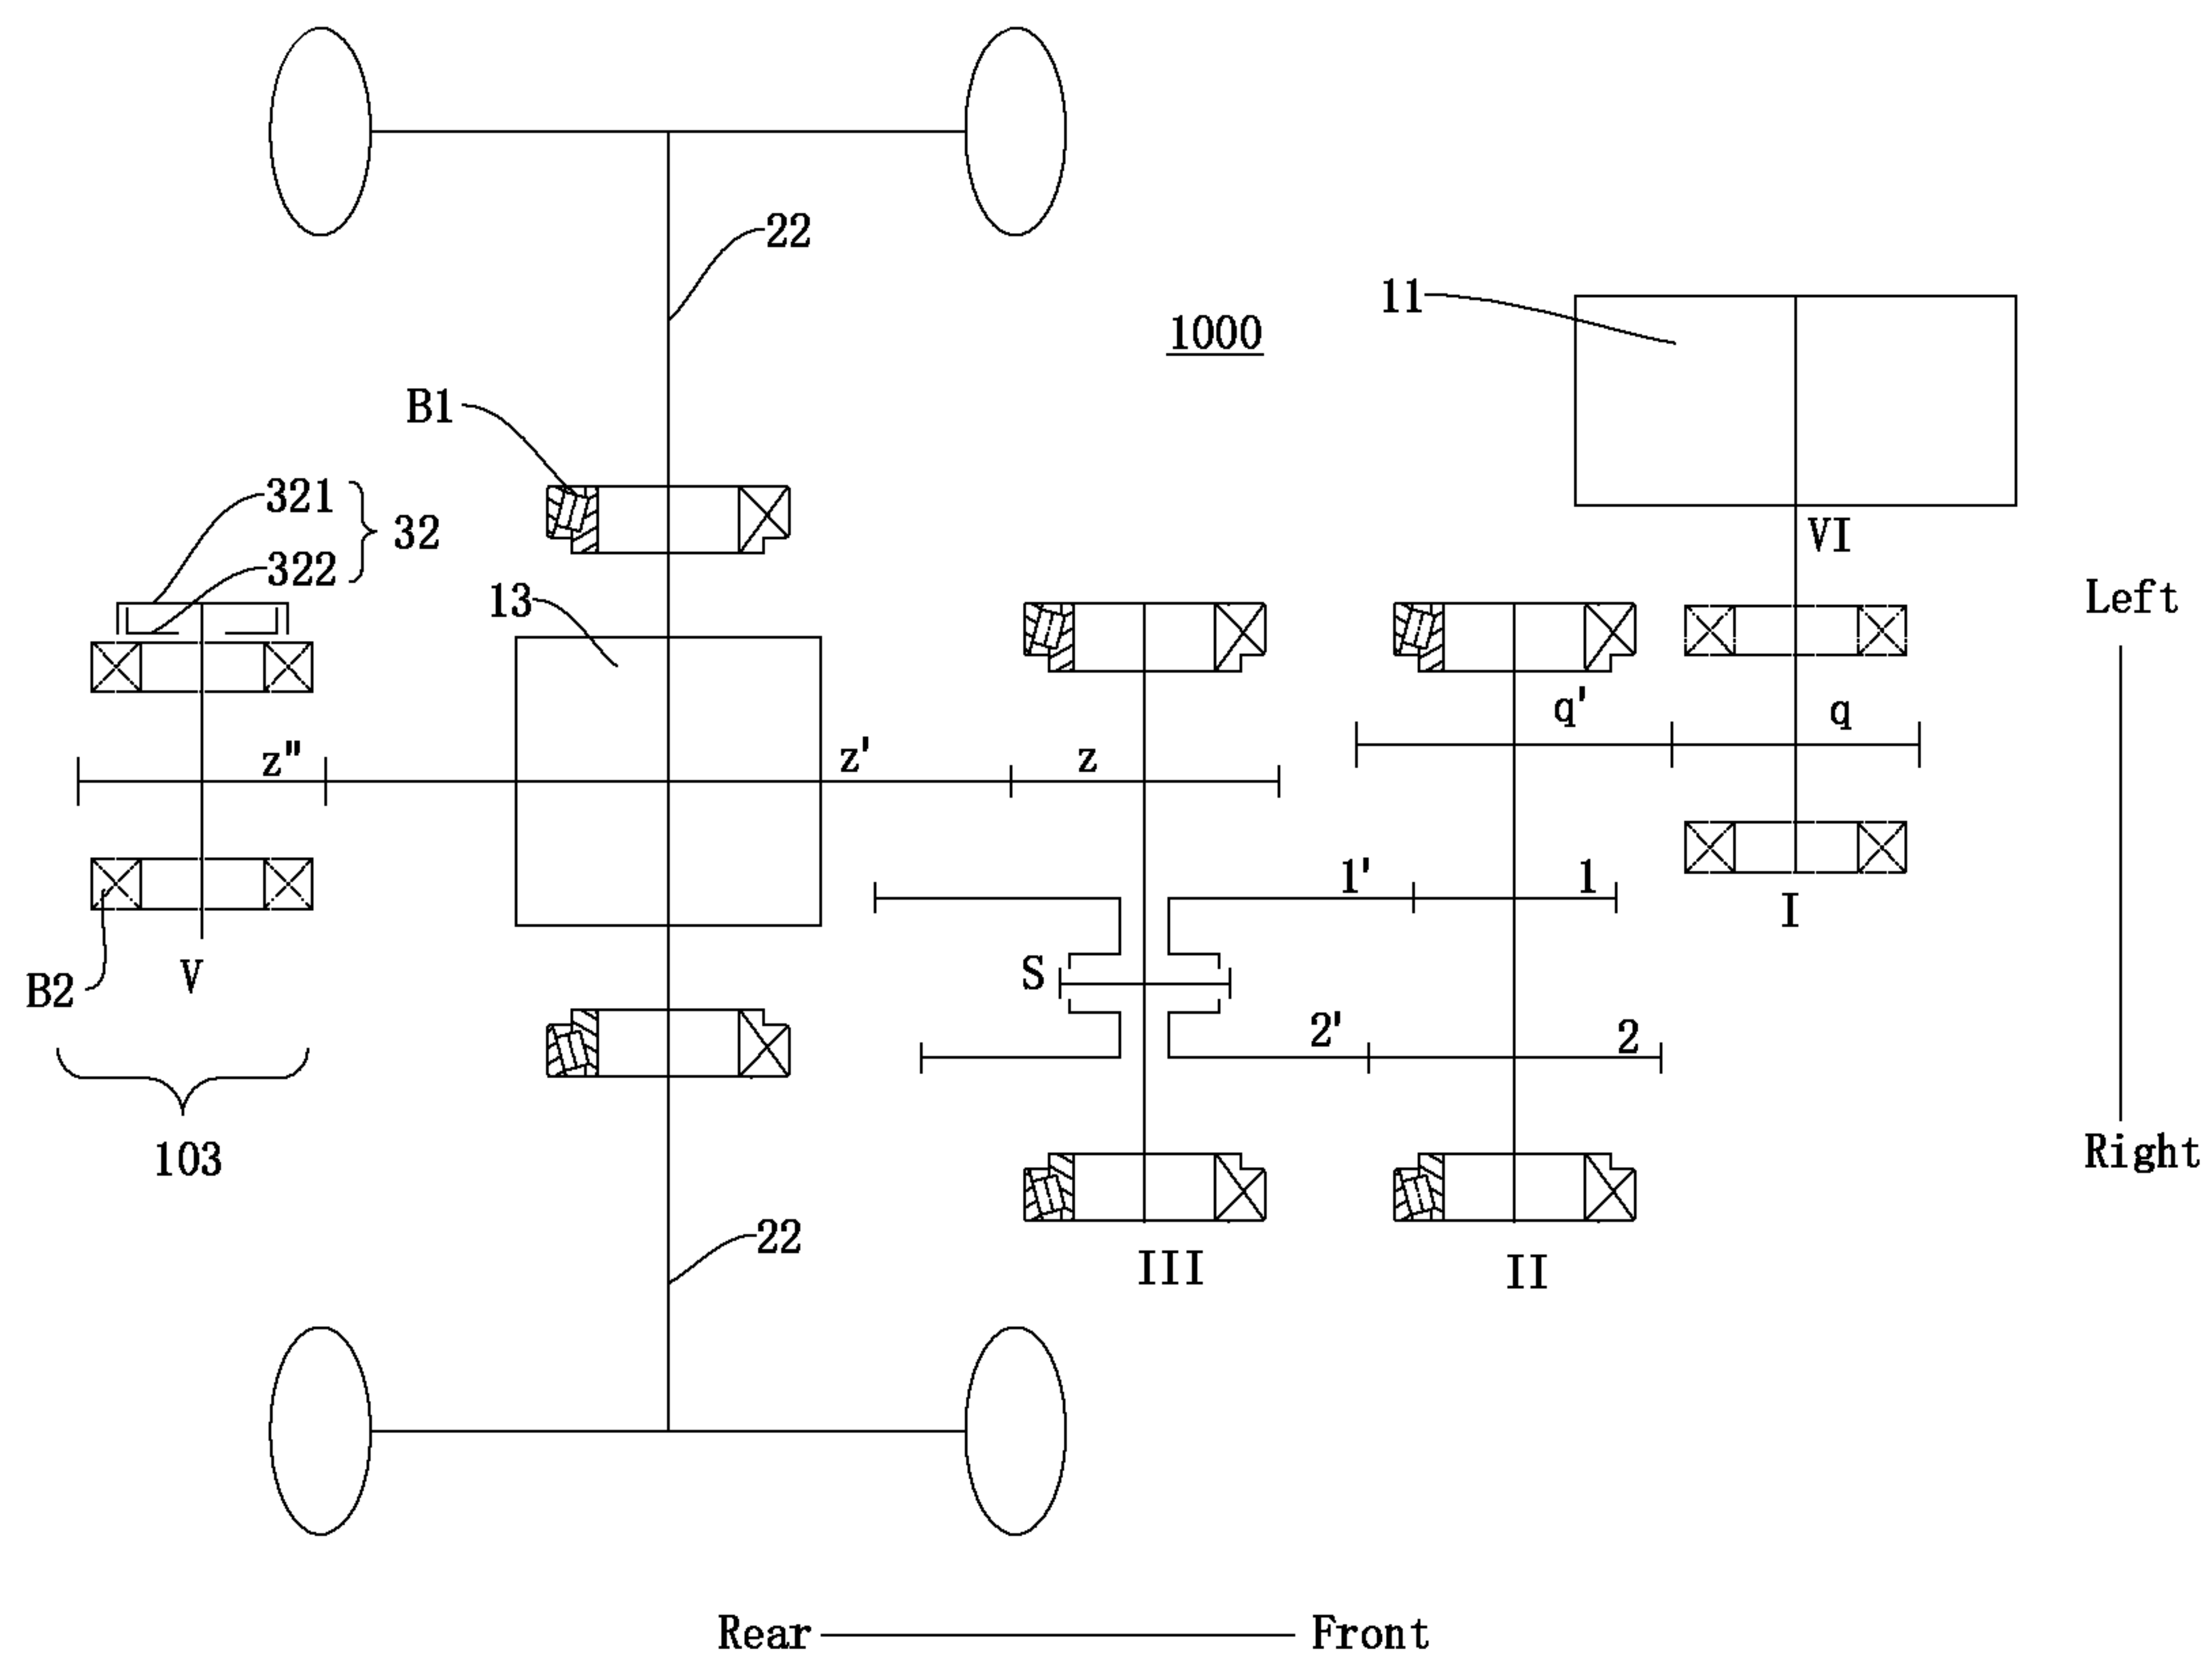 22
11
1000
B1
321
32
VI
322
13
Left
q'
q
z"
z'
z
1'
1
I
S
V
B2
2'
2
103
Right
22
III
II
Rear
Front